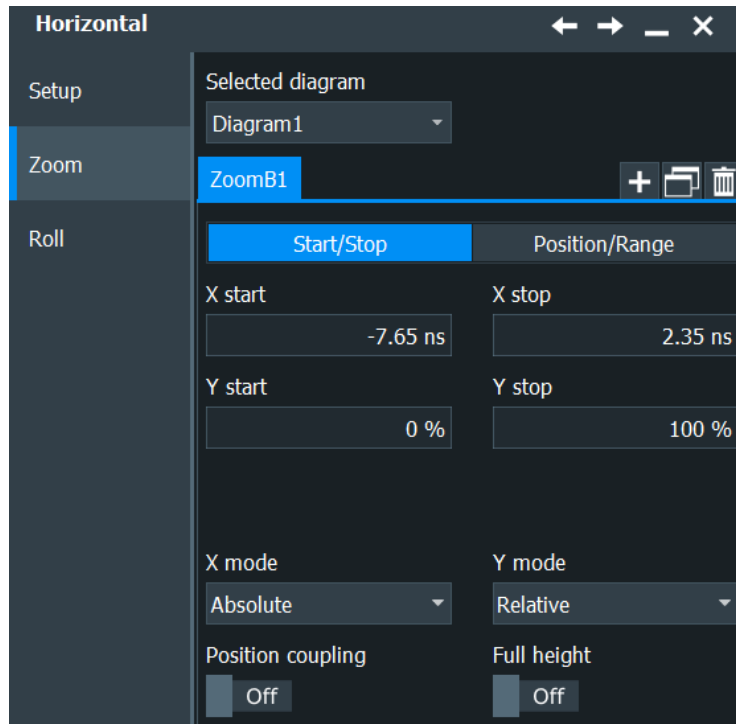 Horizontal
Setup
Zoom
Roll
Selected diagram
Diagram1
ZoomB1
Start/Stop Position/Range
X start X stop
-7.65 ns 2.35 ns
Y start Y stop
0 % 100 %
X mode Y mode
Absolute Relative
Position coupling Full height
Off Off